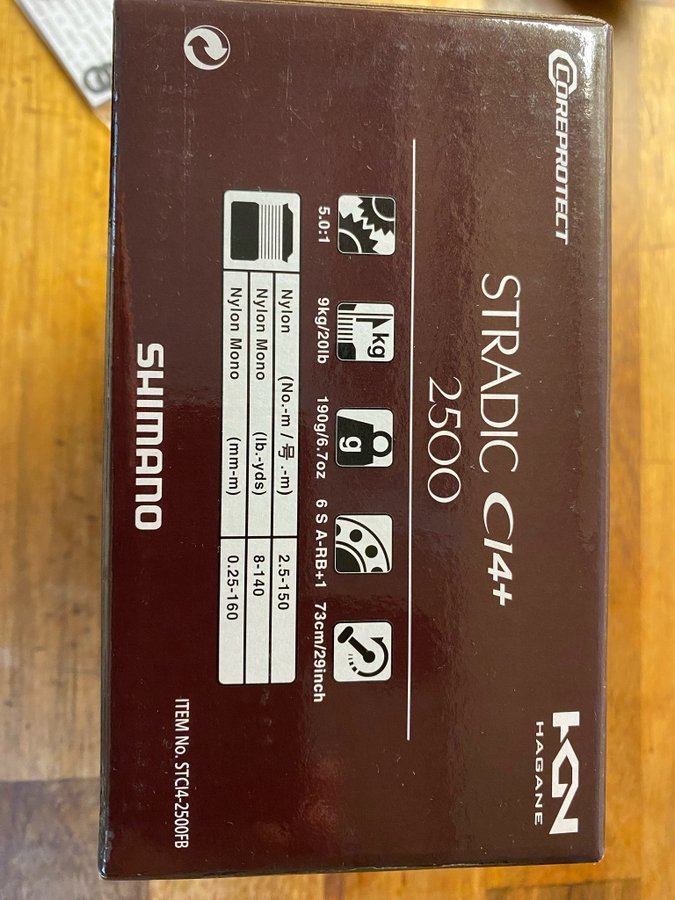 COREPROTECT
HAGANE
STRADIC CI4+
2500
kg
g
5.0:1
9kg/20lb
190g/6.7oz
6 S A-RB+1
73cm/29inch
Nylon (No.-m / 号.-m) 2.5-150
Nylon Mono (lb.-yds) 8-140
Nylon Mono (mm-m) 0.25-160
SHIMANO
ITEM No. STCI4-2500FB